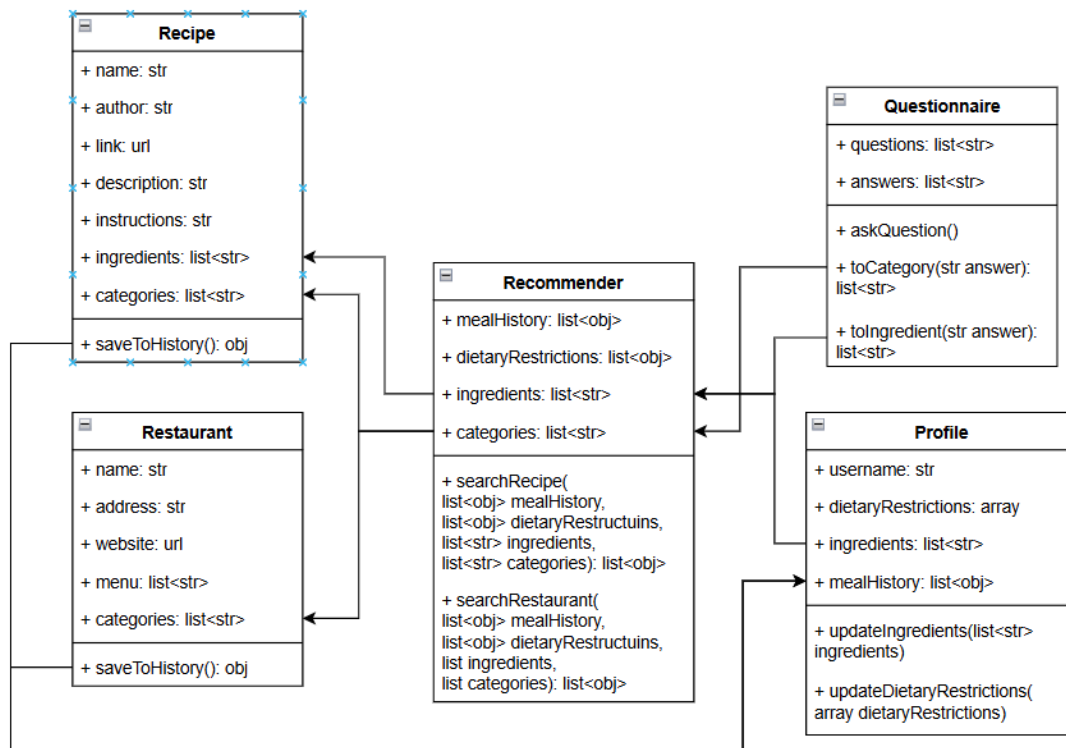 Recipe
+ name: str
+ author: str
+ link: url
+ description: str
+ instructions: str
+ ingredients: list<str>
+ categories: list<str>
+ saveToHistory(): obj
Restaurant
+ name: str
+ address: str
+ website: url
+ menu: list<str>
+ categories: list<str>
+ saveToHistory(): obj
Recommender
+ mealHistory: list<obj>
+ dietaryRestrictions: list<obj>
+ ingredients: list<str>
+ categories: list<str>
+ searchRecipe(
list<obj> mealHistory,
list<obj> dietaryRestructuins,
list<str> ingredients,
list<str> categories): list<obj>
+ searchRestaurant(
list<obj> mealHistory,
list<obj> dietaryRestructuins,
list ingredients,
list categories): list<obj>
Questionnaire
+ questions: list<str>
+ answers: list<str>
+ askQuestion()
+ toCategory(str answer):
list<str>
+ toIngredient(str answer):
list<str>
Profile
+ username: str
+ dietaryRestrictions: array
+ ingredients: list<str>
+ mealHistory: list<obj>
+ updateIngredients(list<str>
ingredients)
+ updateDietaryRestrictions(
array dietaryRestrictions)